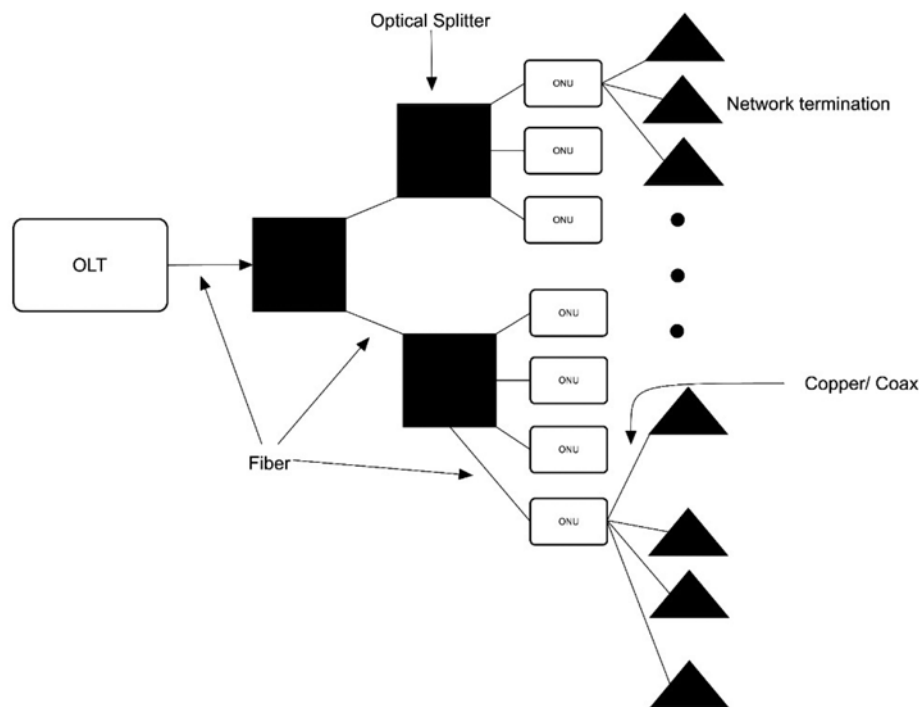 Optical Splitter
ONU
Network termination
ONU
ONU
OLT
ONU
ONU
Copper/ Coax
ONU
Fiber
ONU